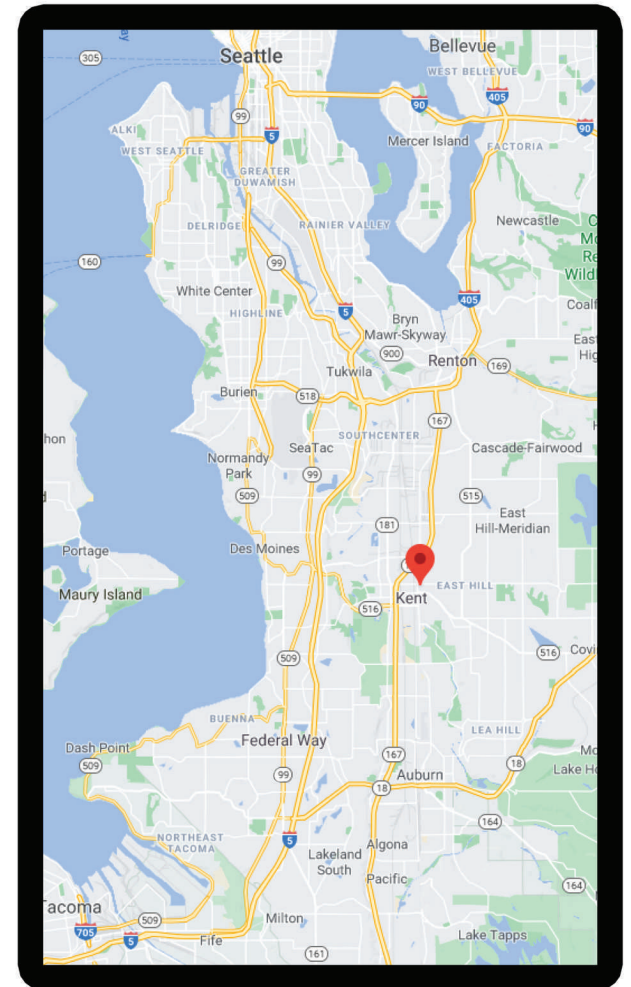 Seattle
Bellevue
305
WEST BELLEVUE
90
405
99
ALKI
5
90
Mercer Island
WEST SEATTLE
FACTORIA
GREATER
DUWAMISH
DELRIDGE
RAINIER VALLEY
Newcastle
160
99
White Center
405
HIGHLINE
5
Bryn
Mawr-Skyway
900
Renton
169
Tukwila
Burien
518
167
SOUTHCENTER
SeaTac
Cascade-Fairwood
Normandy
Park
99
509
515
East
Hill-Meridian
181
Des Moines
Portage
EAST HILL
Maury Island
Kent
516
516
509
BUENNA
LEA HILL
Federal Way
Dash Point
167
509
18
99
Auburn
18
164
5
NORTHEAST
TACOMA
Algona
Lakeland
South
Pacific
164
509
Milton
705
5
Fife
Lake Tapps
161